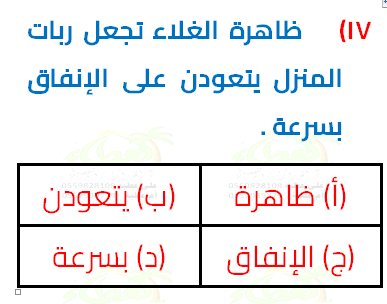 ١٧) ظاهرة الغلاء تجعل ربات
المنزل يتعودن على الإنفاق
بسرعة .
(أ) ظاهرة (ب) يتعودن
(ج) الإنفاق (د) بسرعة